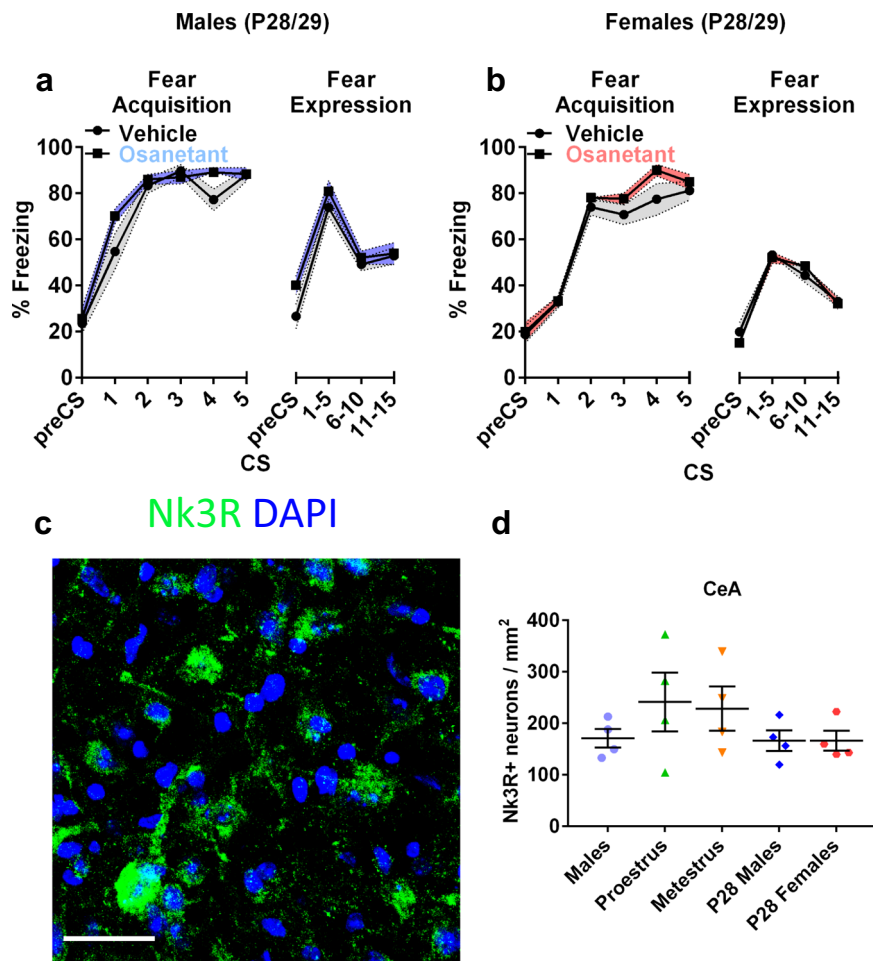 Males (P28/29)
Females (P28/29)
a
Fear
Acquisition
Fear
Expression
Vehicle
Osanetant
% Freezing
100
80
60
40
20
0
preCS
1
2
3
4
5
preCS
1-5
6-10
11-15
CS
b
Fear
Acquisition
Fear
Expression
Vehicle
Osanetant
% Freezing
100
80
60
40
20
0
preCS
1
2
3
4
5
preCS
1-5
6-10
11-15
CS
c
Nk3R DAPI
d
CeA
Nk3R+ neurons / mm²
400
300
200
100
0
Males
Proestrus
Metestrus
P28 Males
P28 Females